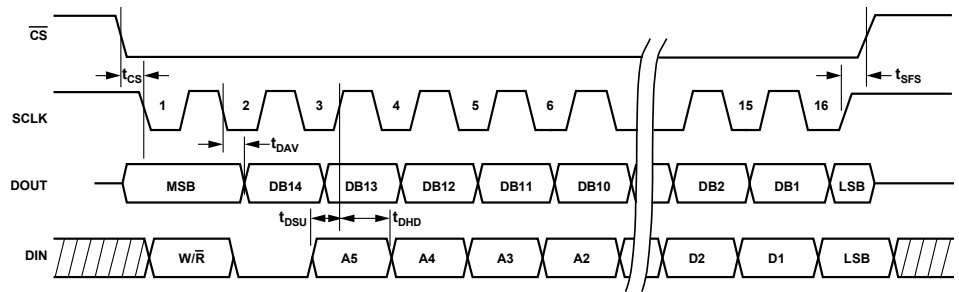 CS
tCS
tSFS
SCLK
1 2 3 4 5 6 15 16
tDAV
DOUT
MSB DB14 DB13 DB12 DB11 DB10 DB2 DB1 LSB
tDSU tDHD
DIN
W/R A5 A4 A3 A2 D2 D1 LSB